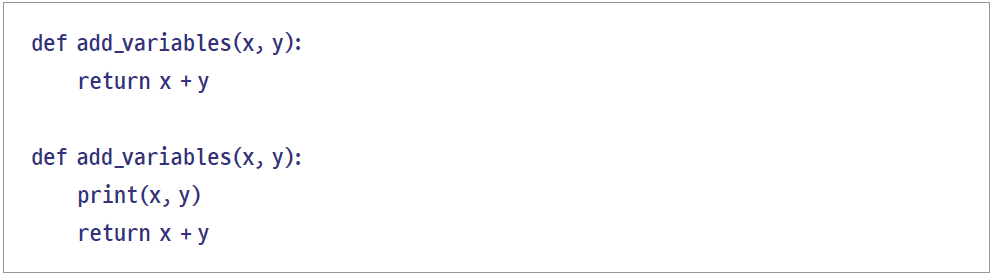 def add_variables(x, y):
    return x + y
def add_variables(x, y):
    print(x, y)
    return x + y